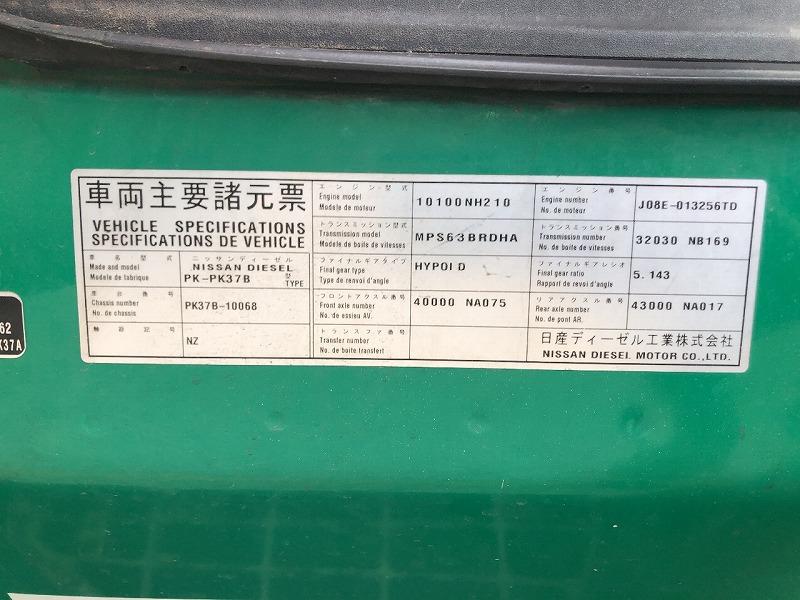 車両主要諸元票
VEHICLE SPECIFICATIONS
SPECIFICATIONS DE VEHICLE
車名型式
Made and model
Modele de fabrique
ニッサンディーゼル
NISSAN DIESEL
PK-PK37B 型 TYPE
車台番号
Chassis number
No. de chassis
PK37B-10068
軸距記号
NZ
エンジン型式
Engine model
Modele de moteur
10100NH210
トランスミッション型式
Transmission model
Modele de boite de vitesses
MPS63BRDHA
ファイナルギアタイプ
Final gear type
Type de renvoi d'angle
HYPOID
フロントアクスル番号
Front axle number
No. de essieu AV.
40000 NA075
トランスファ番号
Transfer number
No. de boite transfert
エンジン番号
Engine number
No. de moteur
J08E-013256TD
トランスミッション番号
Transmission number
No. de boite de vitesses
32030 NB169
ファイナルギアレシオ
Final gear ratio
Rapport de revoi d'angle
5.143
リアアクスル番号
Rear axle number
No. de pont AR.
43000 NA017
日産ディーゼル工業株式会社
NISSAN DIESEL MOTOR CO.,LTD.
62
K37A